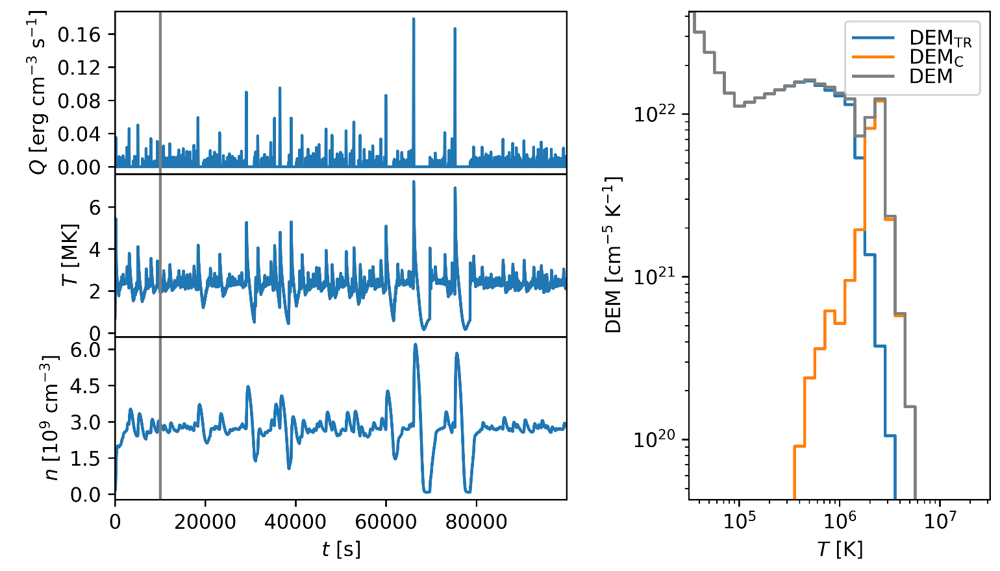 Q [erg cm⁻³ s⁻¹]
0.16
0.12
0.08
0.04
0.00
T [MK]
6
4
2
0
n [10⁹ cm⁻³]
6.0
4.5
3.0
1.5
0.0
0 20000 40000 60000 80000
t [s]
DEM_TR
DEM_C
DEM
DEM [cm⁻⁵ K⁻¹]
10²²
10²¹
10²⁰
10⁵ 10⁶ 10⁷
T [K]